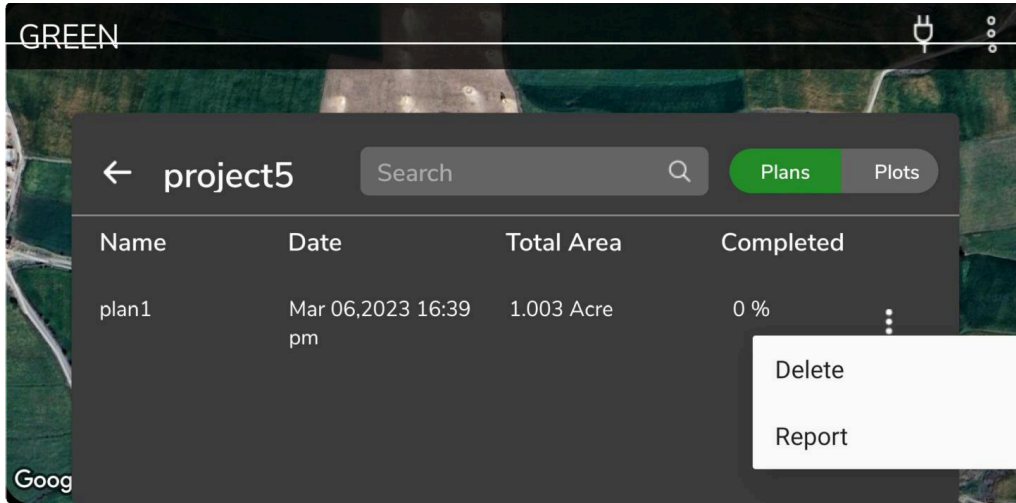 GREEN
project5
Search
Plans
Plots
Name
Date
Total Area
Completed
plan1
Mar 06,2023 16:39
pm
1.003 Acre
0 %
Delete
Report
Goog